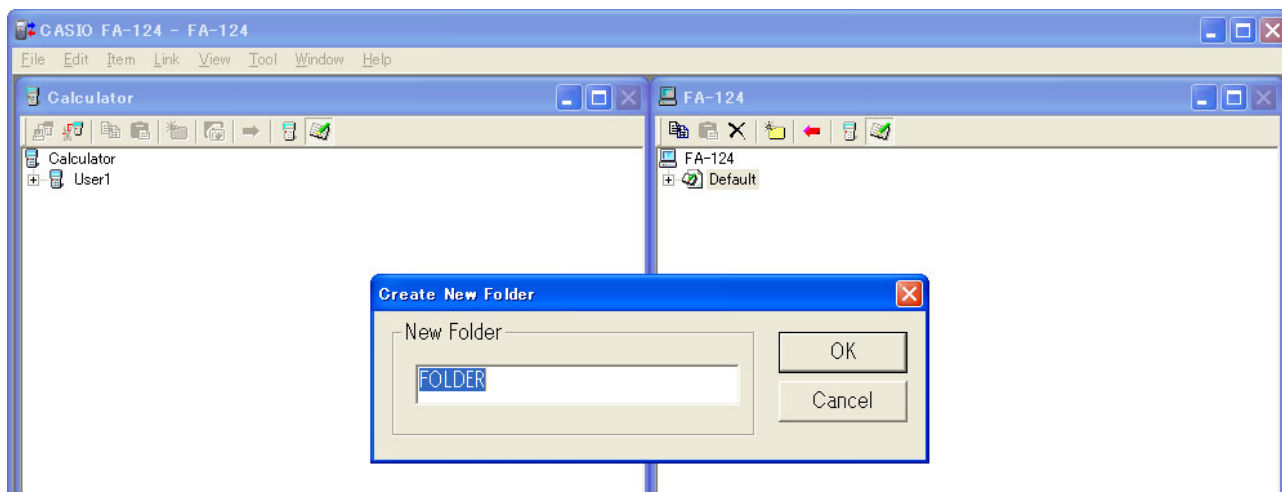 CASIO FA-124 - FA-124
File Edit Item Link View Tool Window Help
Calculator
Calculator
User1
FA-124
FA-124
Default
Create New Folder
New Folder
FOLDER
OK
Cancel